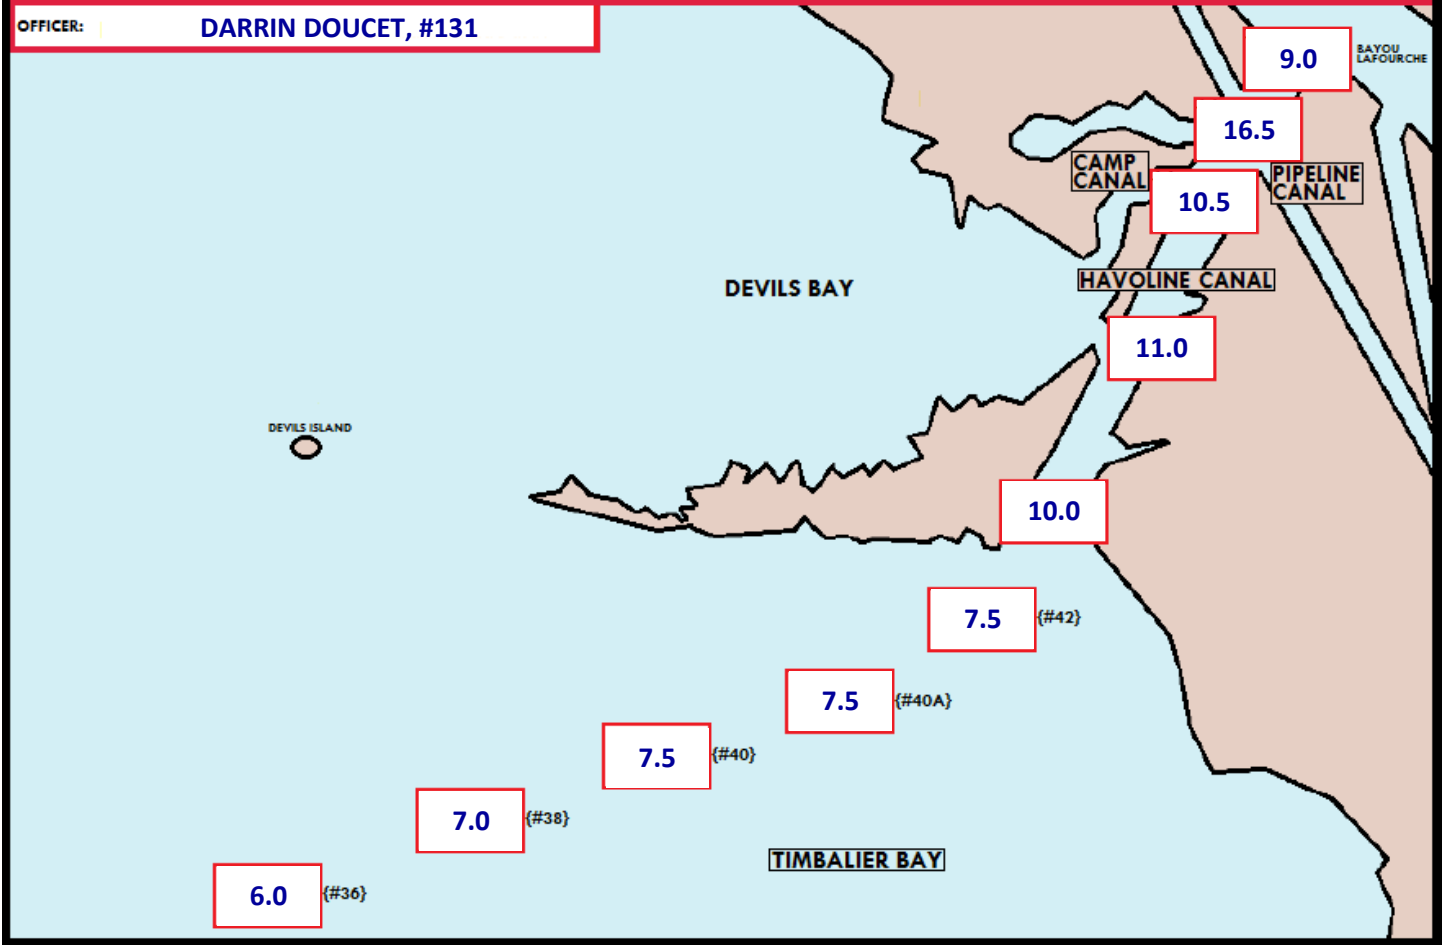 OFFICER: DARRIN DOUCET, #131
9.0
BAYOU
LAFOURCHE
16.5
CAMP
CANAL
PIPELINE
CANAL
10.5
HAVOLINE CANAL
DEVILS BAY
11.0
DEVILS ISLAND
10.0
7.5 {#42}
7.5 {#40A}
7.5 {#40}
7.0 {#38}
TIMBALIER BAY
6.0 {#36}